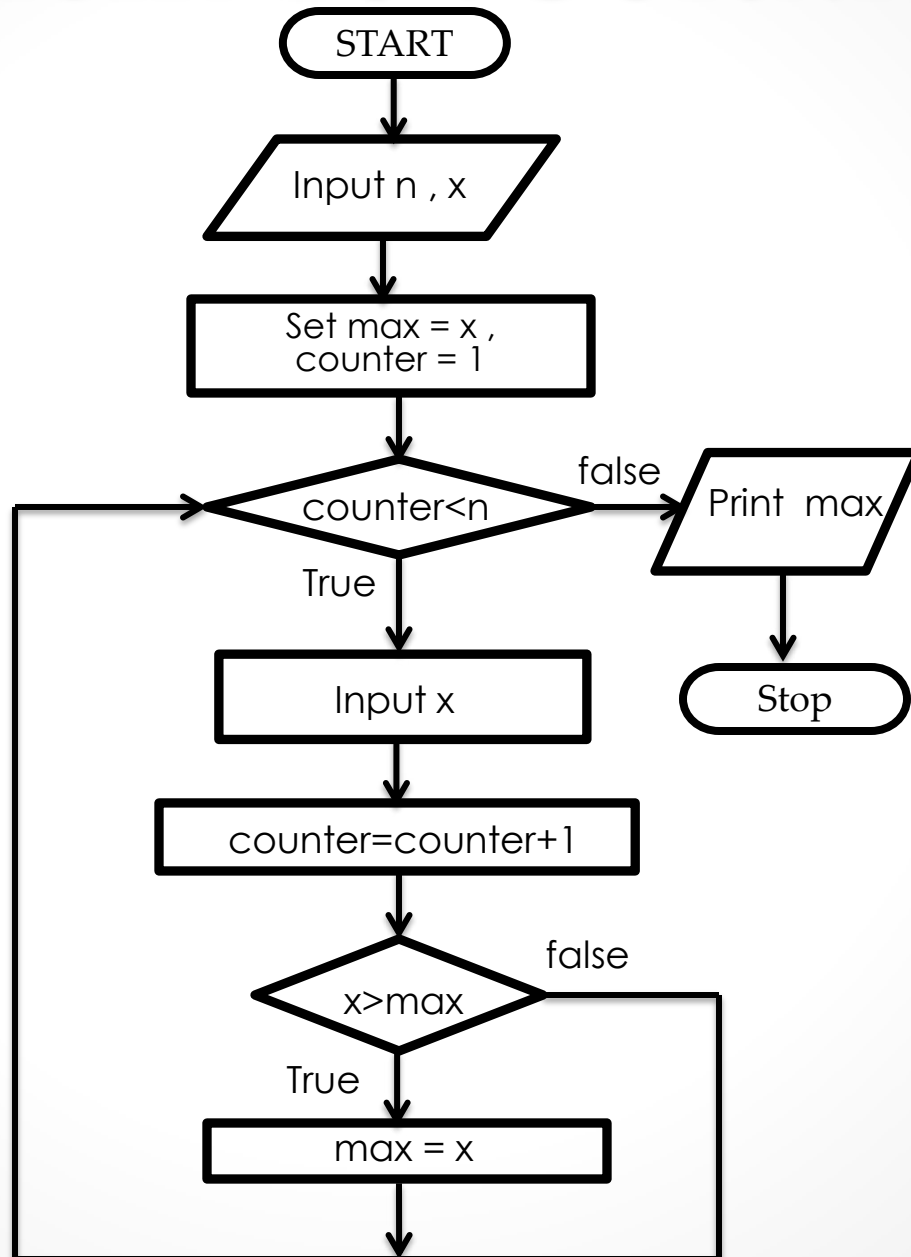 START
Input n , x
Set max = x ,
counter = 1
counter<n
false
Print max
True
Input x
Stop
counter=counter+1
x>max
false
True
max = x